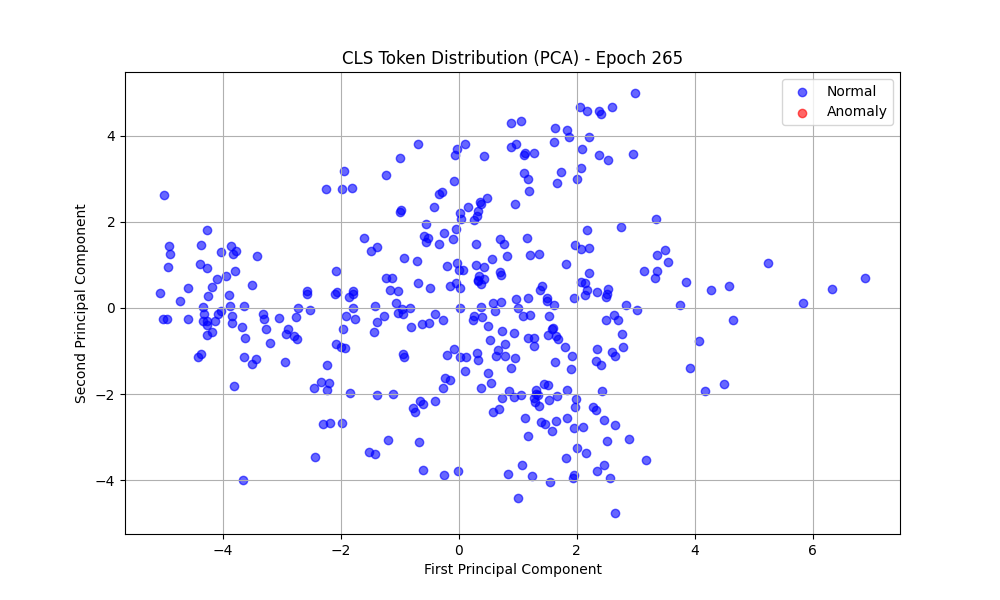 CLS Token Distribution (PCA) - Epoch 265
Normal
Anomaly
Second Principal Component
4
2
0
−2
−4
−4
−2
0
2
4
6
First Principal Component